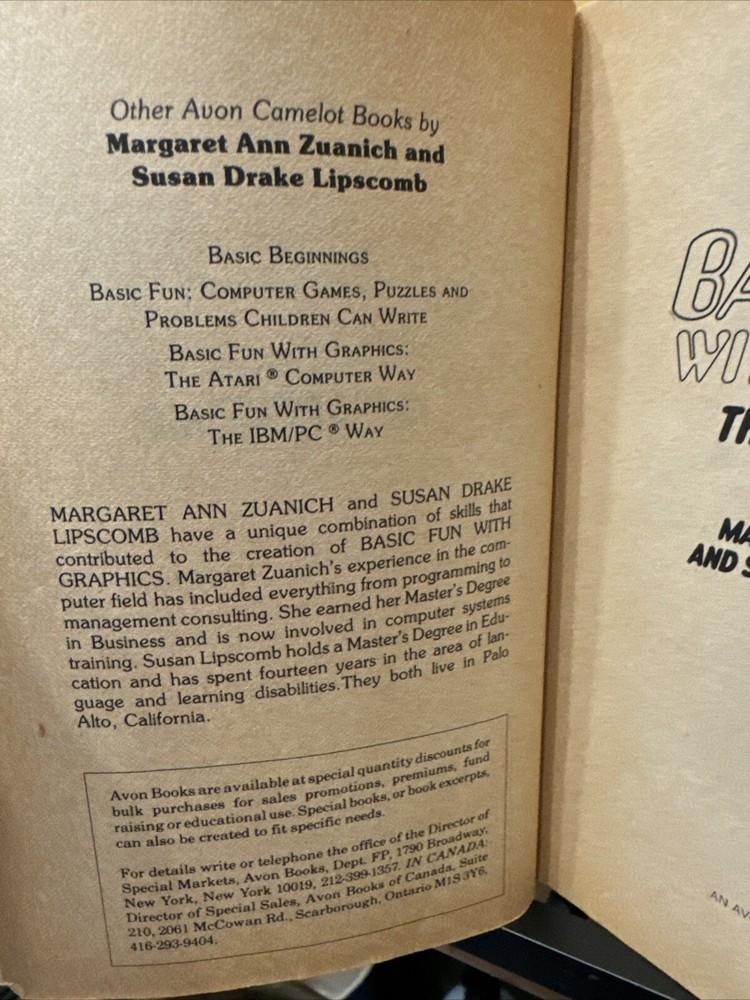 Other Avon Camelot Books by
Margaret Ann Zuanich and
Susan Drake Lipscomb
BASIC BEGINNINGS
BASIC FUN: COMPUTER GAMES, PUZZLES AND
PROBLEMS CHILDREN CAN WRITE
BASIC FUN WITH GRAPHICS:
THE ATARI ® COMPUTER WAY
BASIC FUN WITH GRAPHICS:
THE IBM/PC ® WAY
MARGARET ANN ZUANICH and SUSAN DRAKE
LIPSCOMB have a unique combination of skills that
contributed to the creation of BASIC FUN WITH
GRAPHICS. Margaret Zuanich's experience in the com-
puter field has included everything from programming to
management consulting. She earned her Master's Degree
in Business and is now involved in computer systems
training. Susan Lipscomb holds a Master's Degree in Edu-
cation and has spent fourteen years in the area of lan-
guage and learning disabilities. They both live in Palo
Alto, California.
Avon Books are available at special quantity discounts for
bulk purchases for sales promotions, premiums, fund
raising or educational use. Special books, or book excerpts,
can also be created to fit specific needs.
For details write or telephone the office of the Director of
Special Markets, Avon Books, Dept. FP, 1790 Broadway,
New York, New York 10019, 212-399-1357. IN CANADA:
Director of Special Sales, Avon Books of Canada, Suite
210, 2061 McCowan Rd., Scarborough, Ontario M1S 3Y6,
416-293-9404.
BA
WI
TH
MA
AND S
AN AV